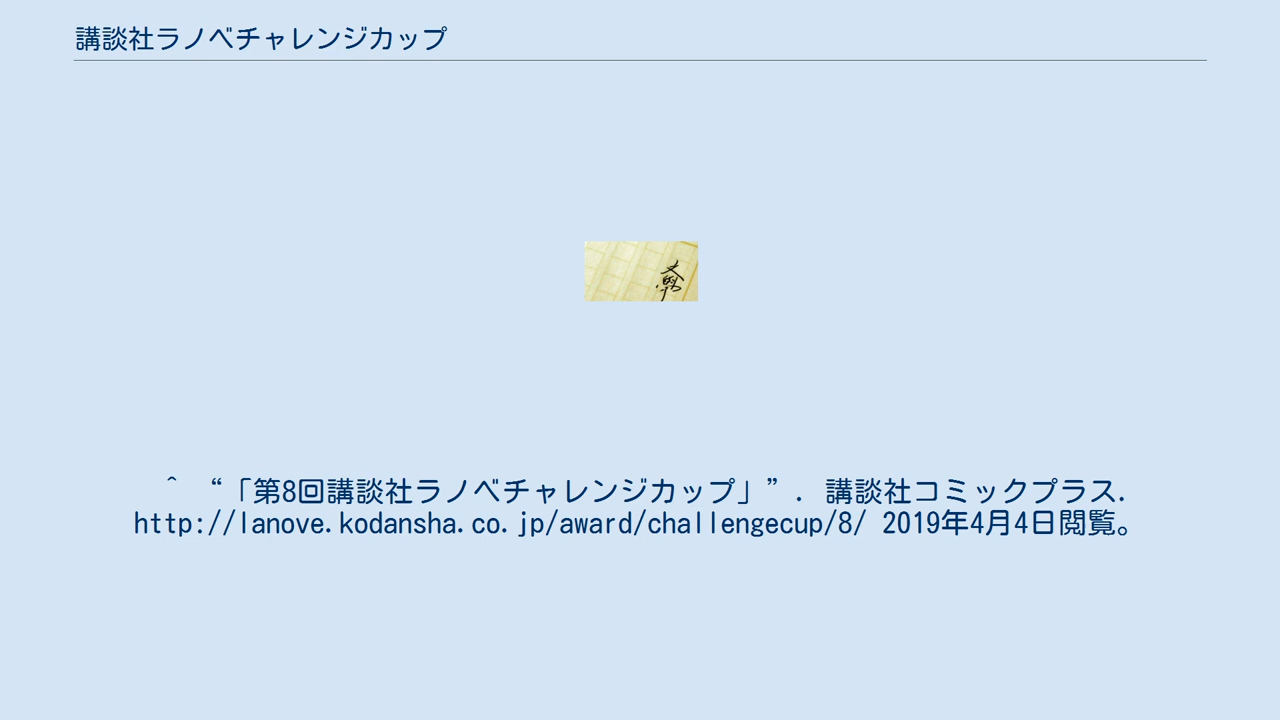 講談社ラノベチャレンジカップ
^ “「第8回講談社ラノベチャレンジカップ」”. 講談社コミックプラス.
http://lanove.kodansha.co.jp/award/challengecup/8/ 2019年4月4日閲覧。